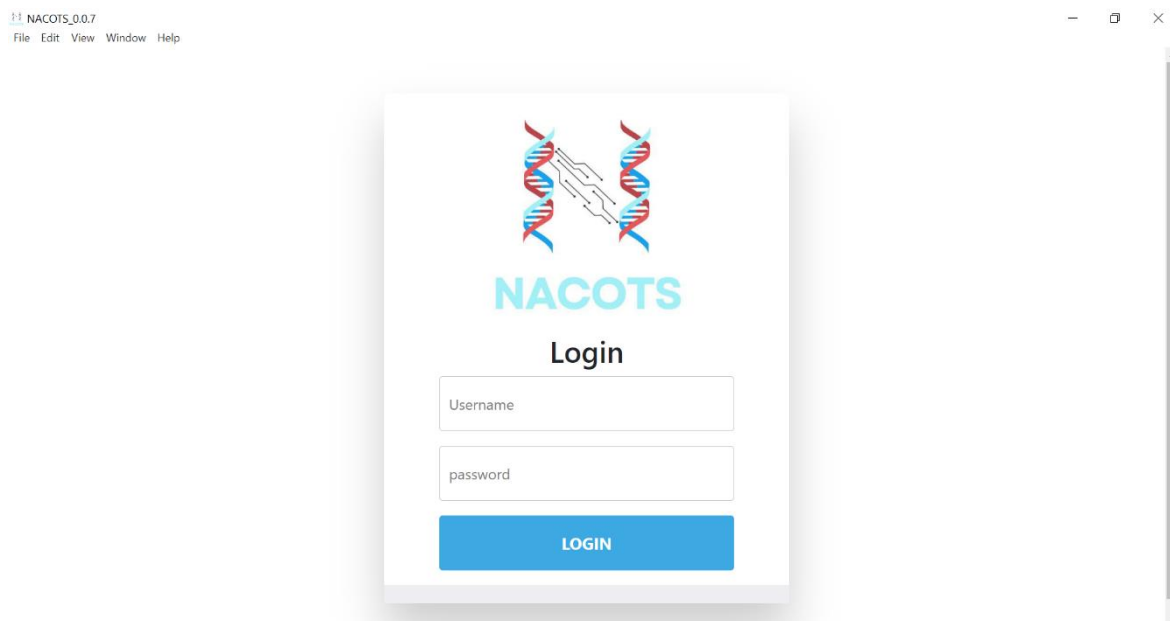 NACOTS_0.0.7
File Edit View Window Help
NACOTS
Login
Username
password
LOGIN